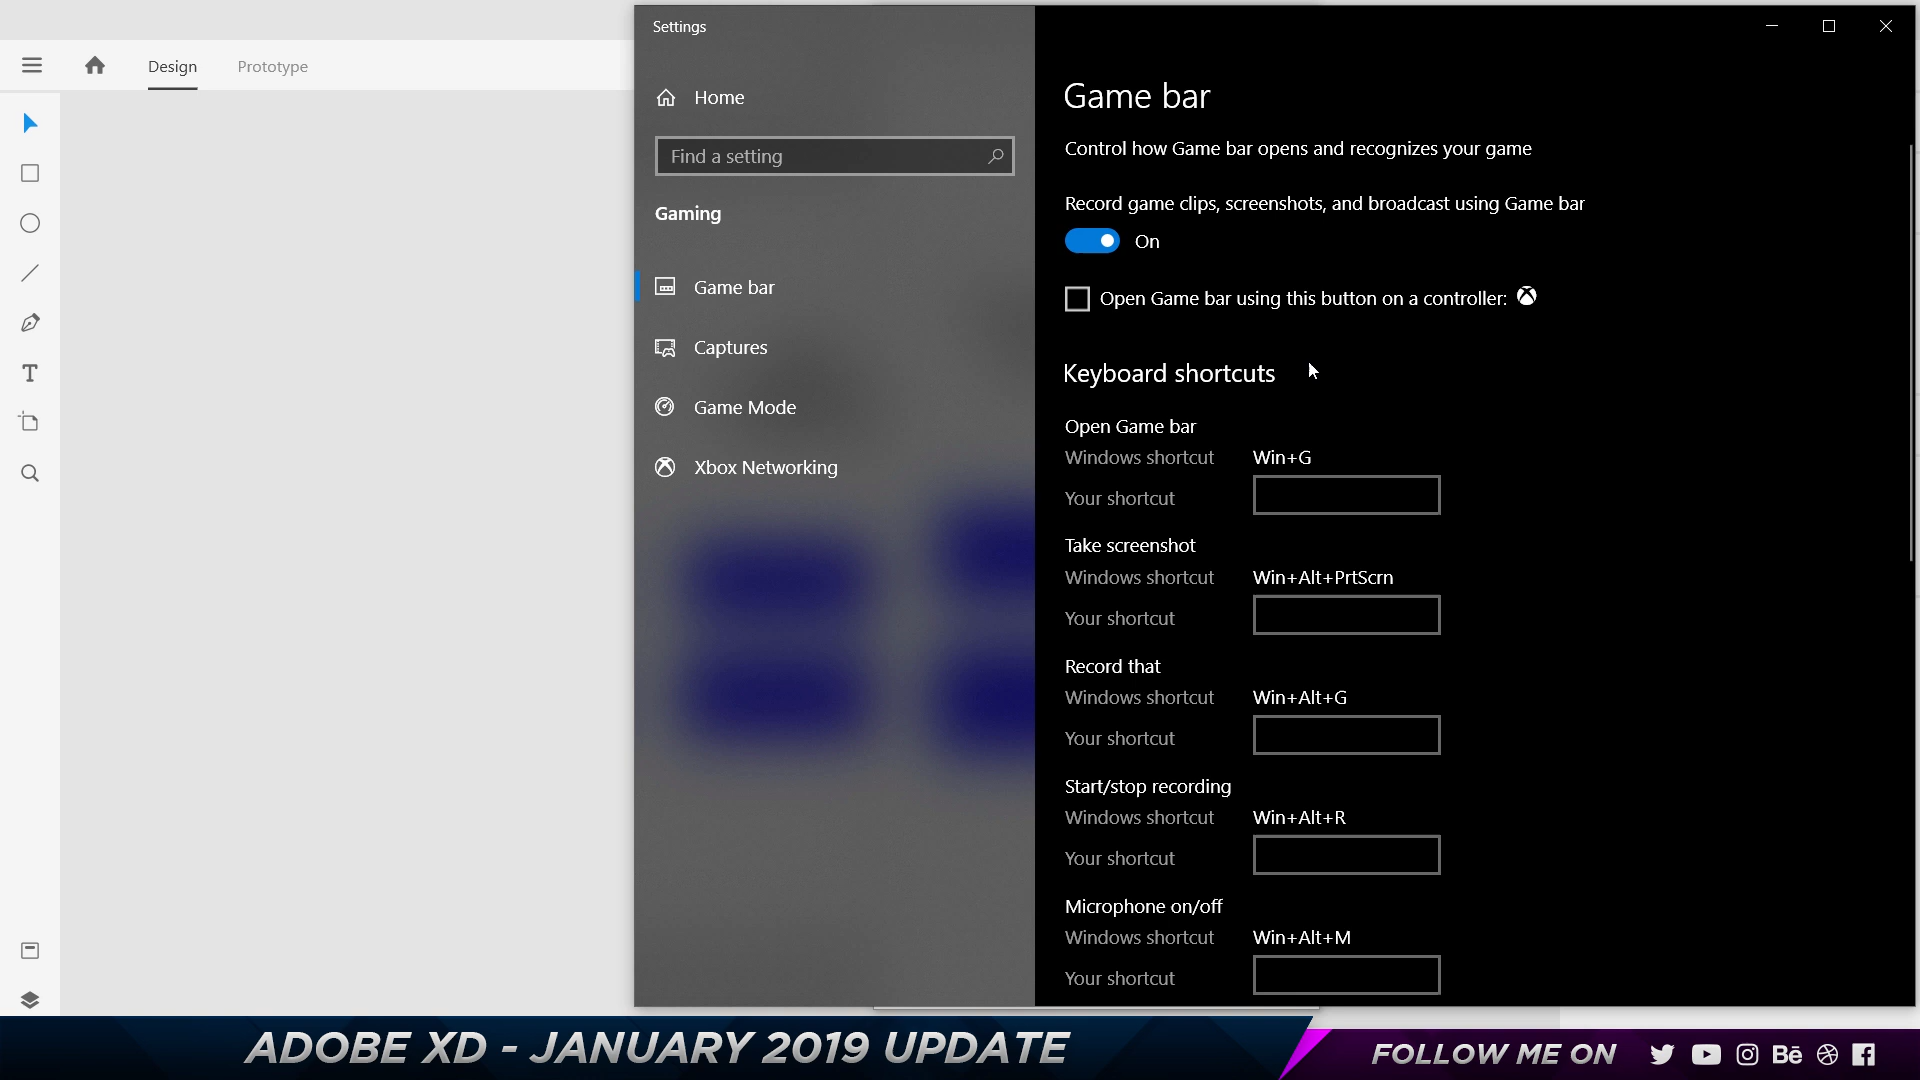 Design
Prototype
Settings
Home
Find a setting
Gaming
Game bar
Captures
Game Mode
Xbox Networking
Game bar
Control how Game bar opens and recognizes your game
Record game clips, screenshots, and broadcast using Game bar
On
Open Game bar using this button on a controller:
Keyboard shortcuts
Open Game bar
Windows shortcut Win+G
Your shortcut
Take screenshot
Windows shortcut Win+Alt+PrtScrn
Your shortcut
Record that
Windows shortcut Win+Alt+G
Your shortcut
Start/stop recording
Windows shortcut Win+Alt+R
Your shortcut
Microphone on/off
Windows shortcut Win+Alt+M
Your shortcut
ADOBE XD - JANUARY 2019 UPDATE
FOLLOW ME ON